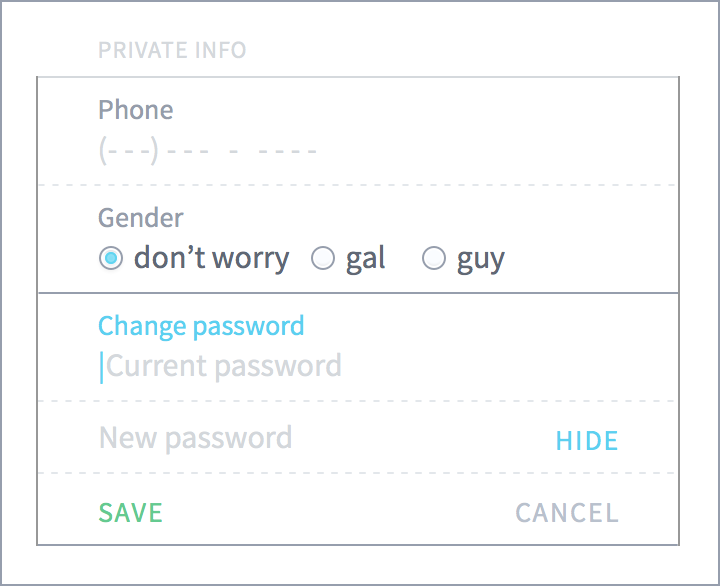 PRIVATE INFO
Phone
(---) --- - ----
Gender
don’t worry gal guy
Change password
Current password
New password HIDE
SAVE CANCEL